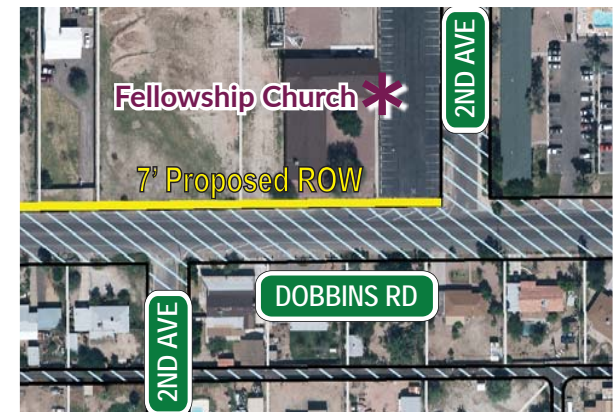 2ND AVE
Fellowship Church *
7' Proposed ROW
DOBBINS RD
2ND AVE